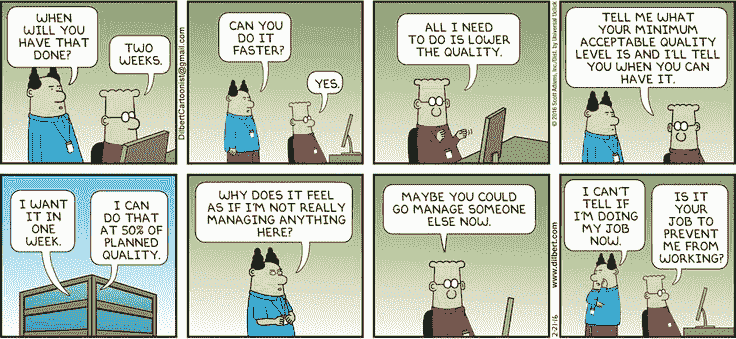 WHEN
WILL YOU
HAVE THAT
DONE?
TWO
WEEKS.
DilbertCartoonist@gmail.com
CAN YOU
DO IT
FASTER?
YES.
ALL I NEED
TO DO IS LOWER
THE QUALITY.
© 2016 Scott Adams, Inc./Dist. by Universal Uclick
TELL ME WHAT
YOUR MINIMUM
ACCEPTABLE QUALITY
LEVEL IS AND I'LL TELL
YOU WHEN YOU CAN
HAVE IT.
I WANT
IT IN
ONE
WEEK.
I CAN
DO THAT
AT 50% OF
PLANNED
QUALITY.
WHY DOES IT FEEL
AS IF I'M NOT REALLY
MANAGING ANYTHING
HERE?
MAYBE YOU COULD
GO MANAGE SOMEONE
ELSE NOW.
2-21-16
www.dilbert.com
I CAN'T
TELL IF
I'M DOING
MY JOB
NOW.
IS IT
YOUR
JOB TO
PREVENT
ME FROM
WORKING?